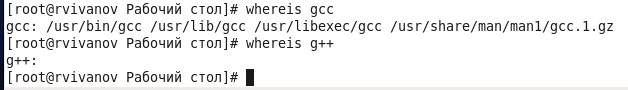 [root@rvivanov Рабочий стол]# whereis gcc
gcc: /usr/bin/gcc /usr/lib/gcc /usr/libexec/gcc /usr/share/man/man1/gcc.1.gz
[root@rvivanov Рабочий стол]# whereis g++
g++:
[root@rvivanov Рабочий стол]#